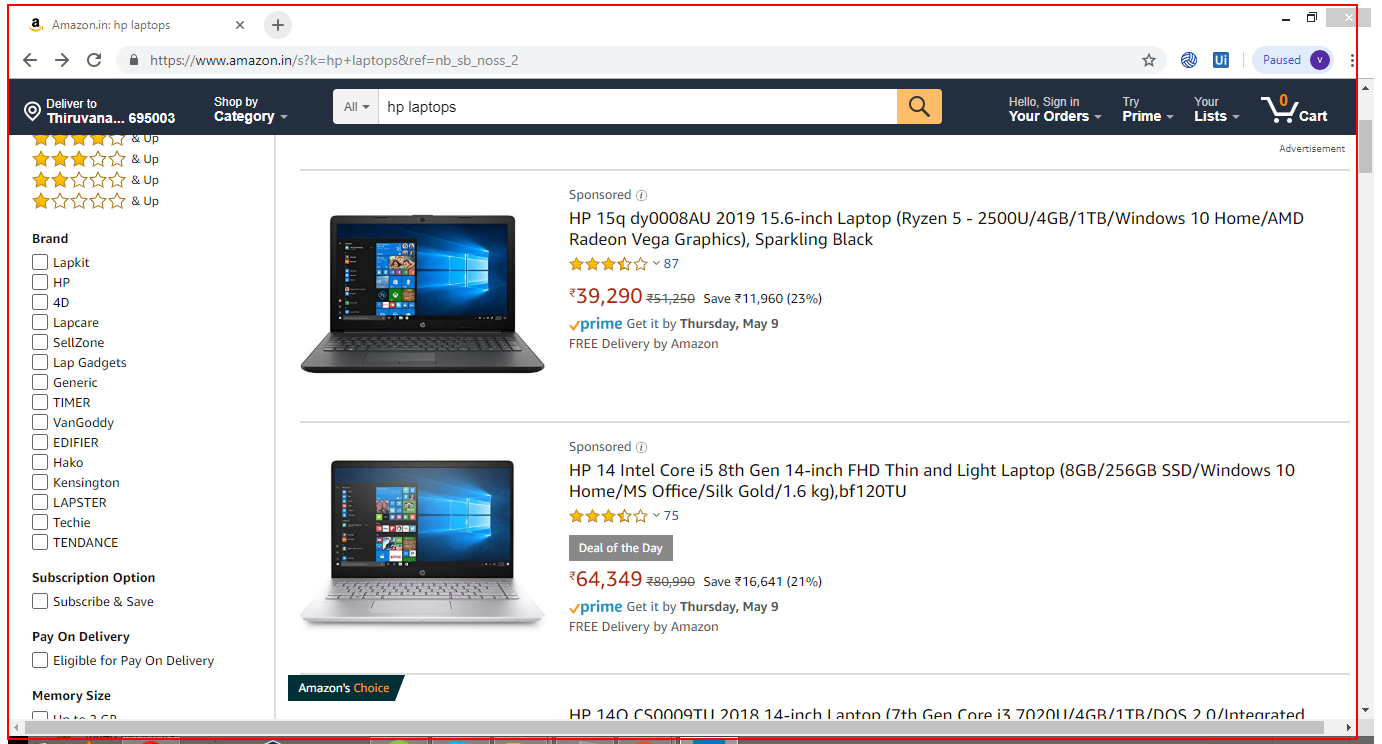 Amazon.in: hp laptops
https://www.amazon.in/s?k=hp+laptops&ref=nb_sb_noss_2
Ui
Paused
V
Deliver to
Thiruvana... 695003
Shop by
Category
All
hp laptops
Hello, Sign in
Your Orders
Try
Prime
Your
Lists
0
Cart
& Up
& Up
& Up
& Up
Brand
Lapkit
HP
4D
Lapcare
SellZone
Lap Gadgets
Generic
TIMER
VanGoddy
EDIFIER
Hako
Kensington
LAPSTER
Techie
TENDANCE
Subscription Option
Subscribe & Save
Pay On Delivery
Eligible for Pay On Delivery
Memory Size
Up to 2 GB
Advertisement
Sponsored
HP 15q dy0008AU 2019 15.6-inch Laptop (Ryzen 5 - 2500U/4GB/1TB/Windows 10 Home/AMD
Radeon Vega Graphics), Sparkling Black
87
₹39,290 ₹51,250 Save ₹11,960 (23%)
prime Get it by Thursday, May 9
FREE Delivery by Amazon
Sponsored
HP 14 Intel Core i5 8th Gen 14-inch FHD Thin and Light Laptop (8GB/256GB SSD/Windows 10
Home/MS Office/Silk Gold/1.6 kg),bf120TU
75
Deal of the Day
₹64,349 ₹80,990 Save ₹16,641 (21%)
prime Get it by Thursday, May 9
FREE Delivery by Amazon
Amazon's Choice
HP 14Q CS0009TU 2018 14-inch Laptop (7th Gen Core i3 7020U/4GB/1TB/DOS 2.0/Integrated